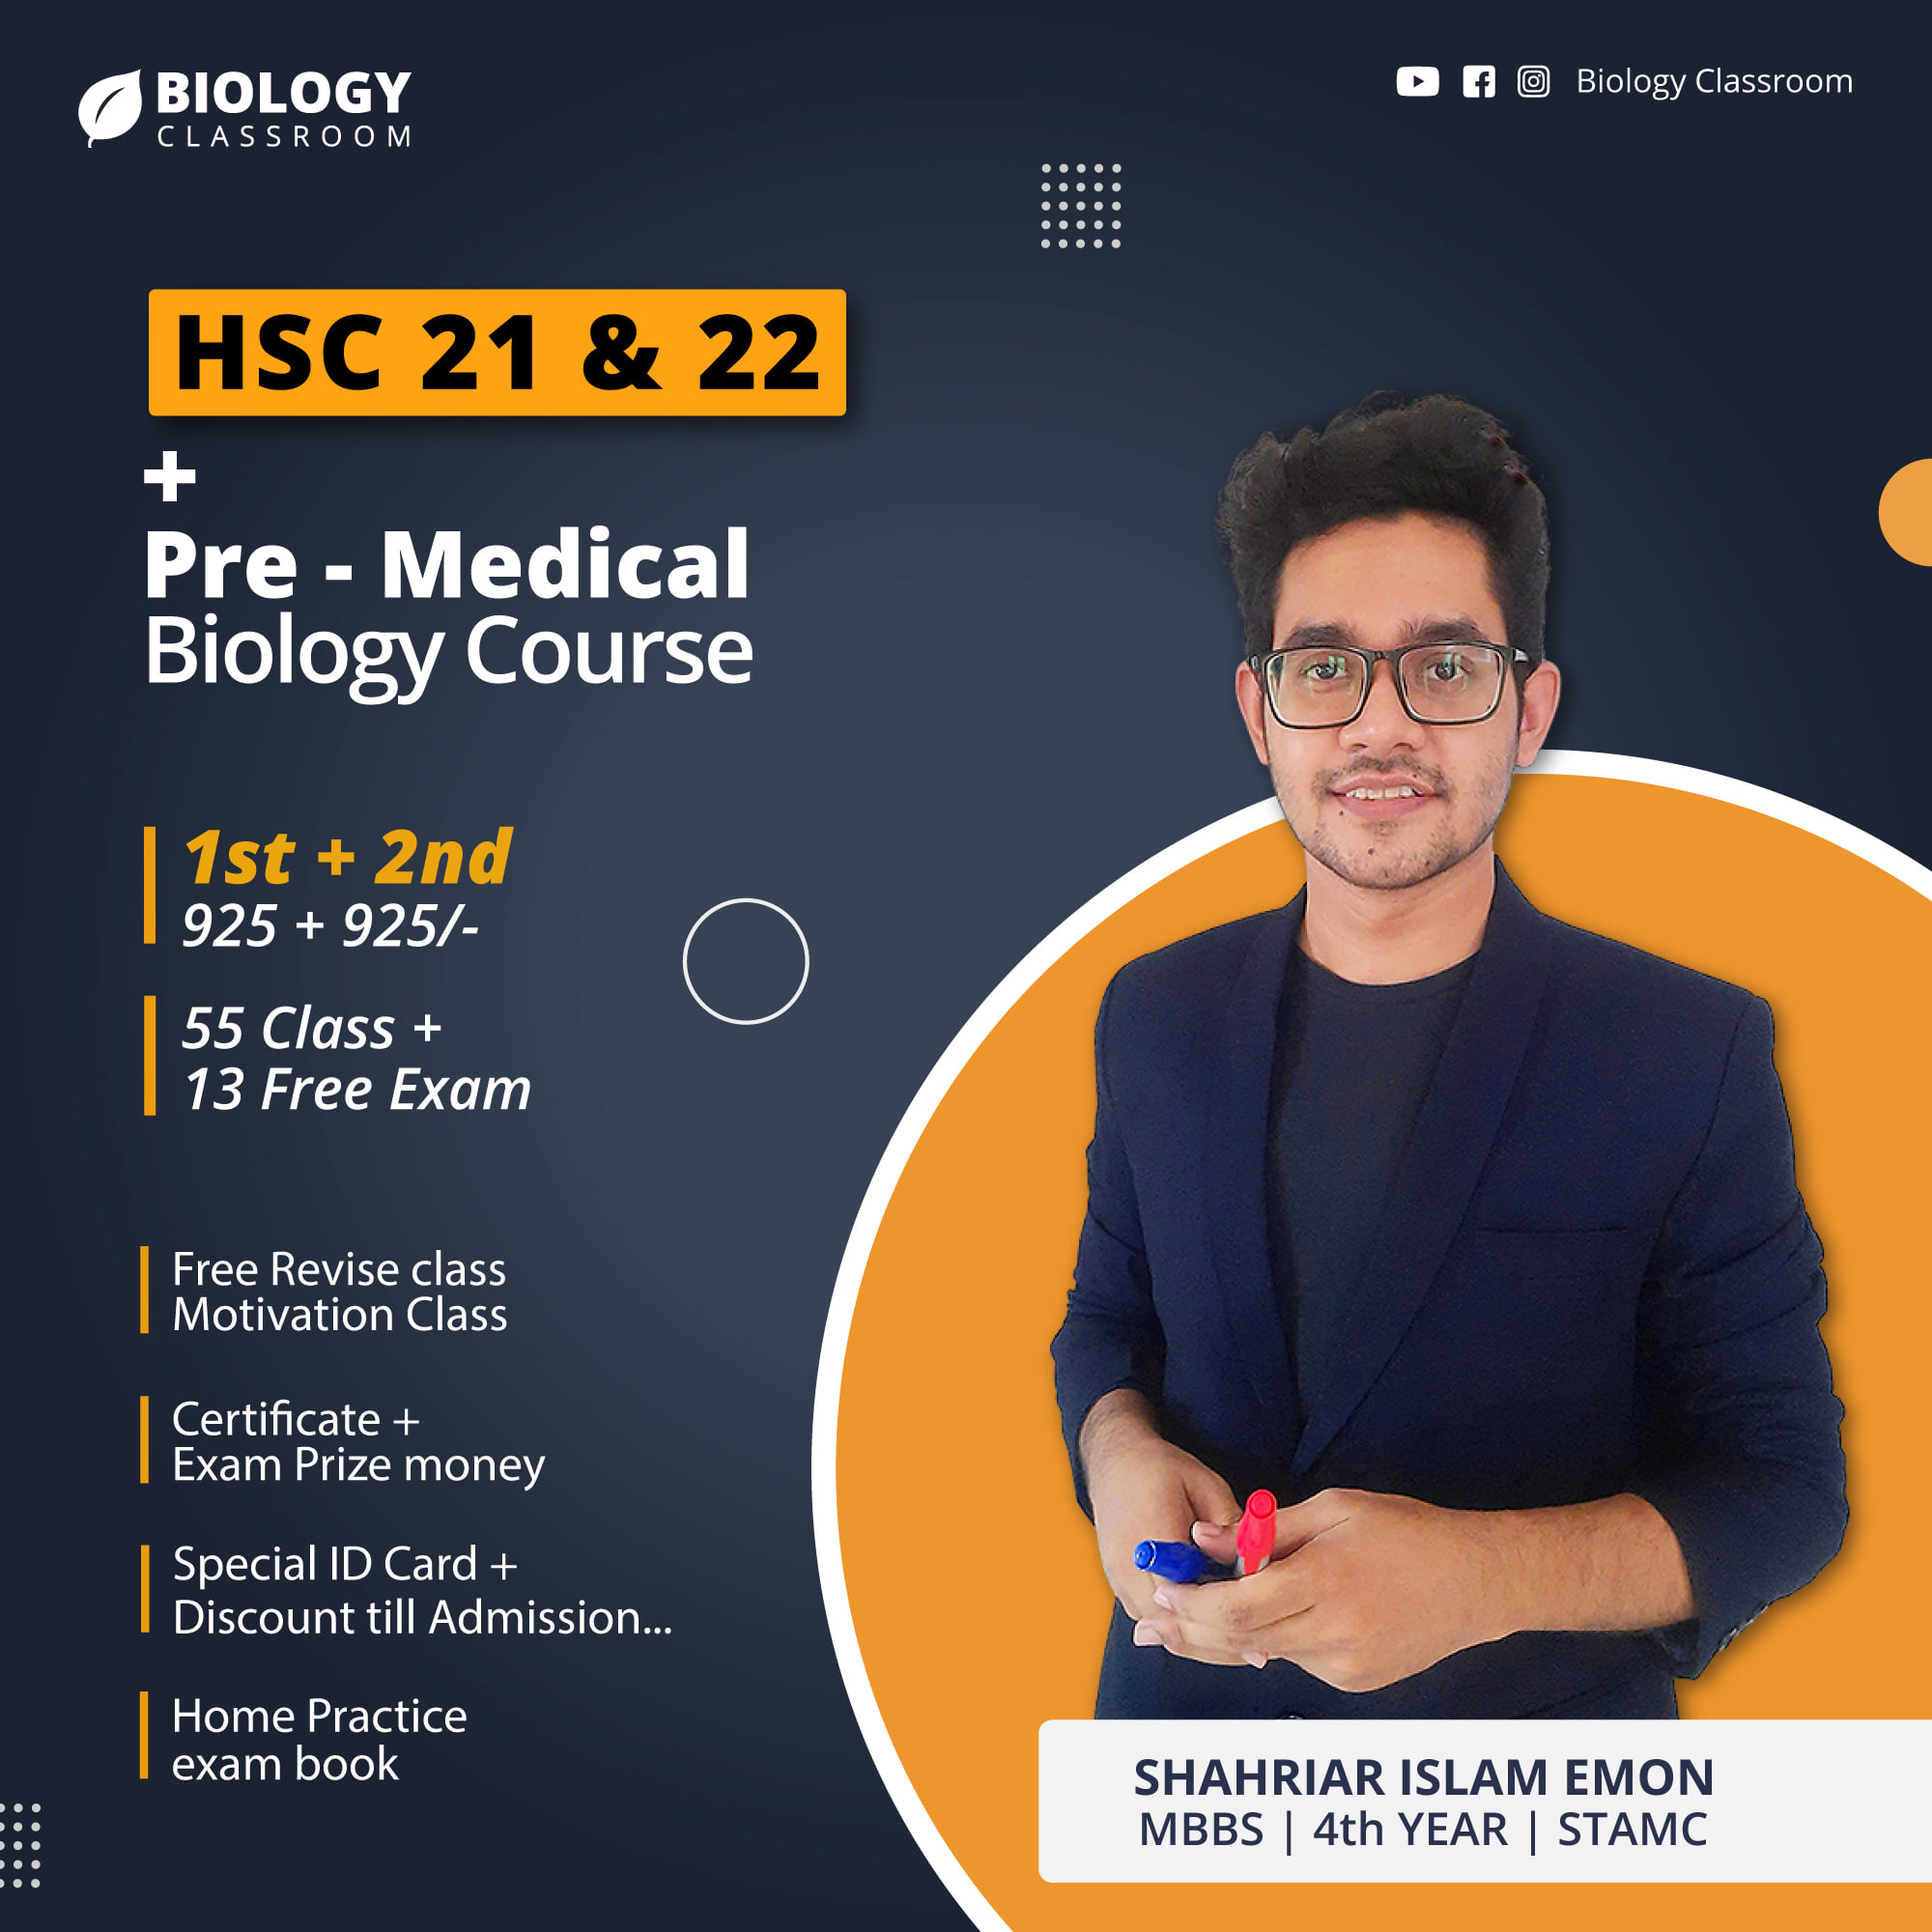 BIOLOGY
CLASSROOM
Biology Classroom
HSC 21 & 22
+
Pre - Medical
Biology Course
1st + 2nd
925 + 925/-
55 Class +
13 Free Exam
Free Revise class
Motivation Class
Certificate +
Exam Prize money
Special ID Card +
Discount till Admission...
Home Practice
exam book
SHAHRIAR ISLAM EMON
MBBS | 4th YEAR | STAMC